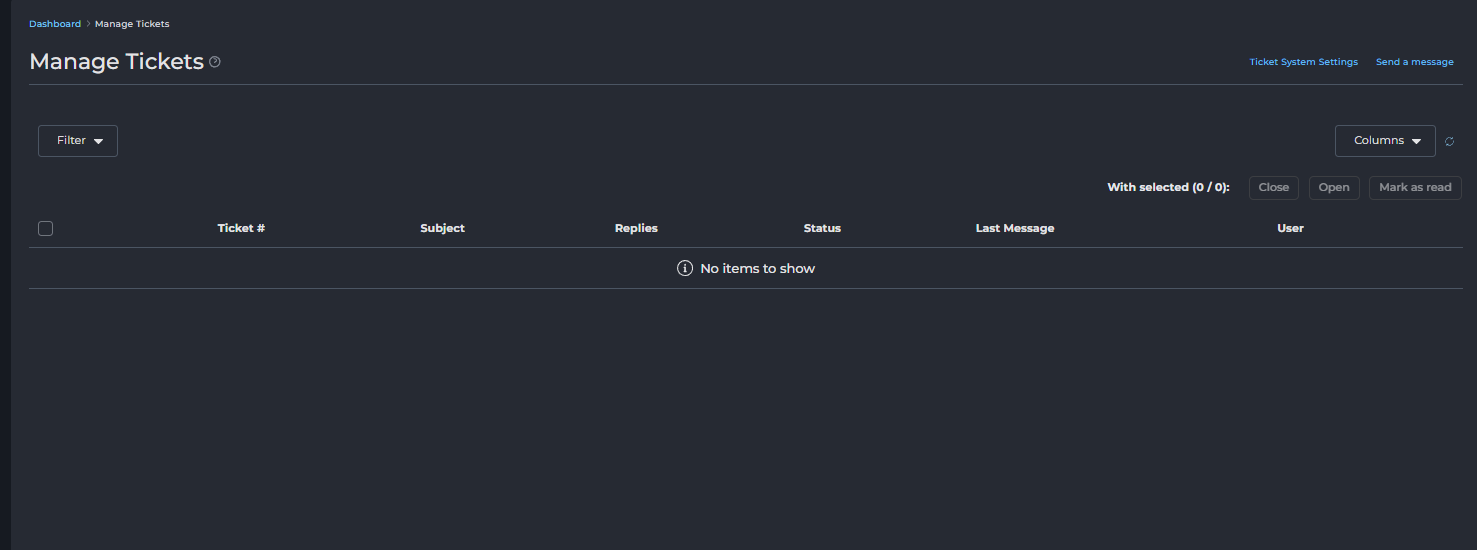 Dashboard > Manage Tickets
Manage Tickets
Ticket System Settings Send a message
Filter Columns
With selected (0 / 0): Close Open Mark as read
Ticket # Subject Replies Status Last Message User
No items to show